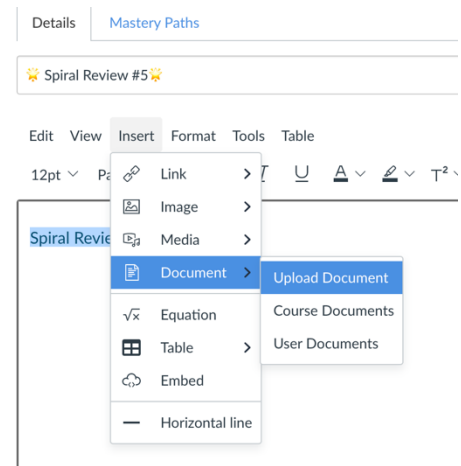 Details Mastery Paths
🌟 Spiral Review #5🌟
Edit View Insert Format Tools Table
12pt
Link
Image
Media
Document
Upload Document
Course Documents
User Documents
Equation
Table
Embed
Horizontal line
Spiral